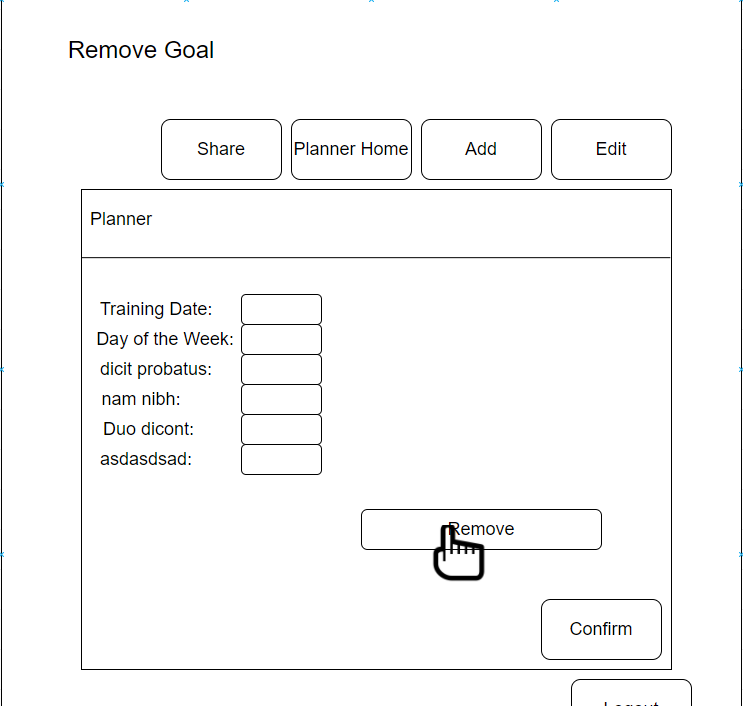 Remove Goal
Share
Planner Home
Add
Edit
Planner
Training Date:
Day of the Week:
dicit probatus:
nam nibh:
Duo dicont:
asdasdsad:
Remove
Confirm
Logout